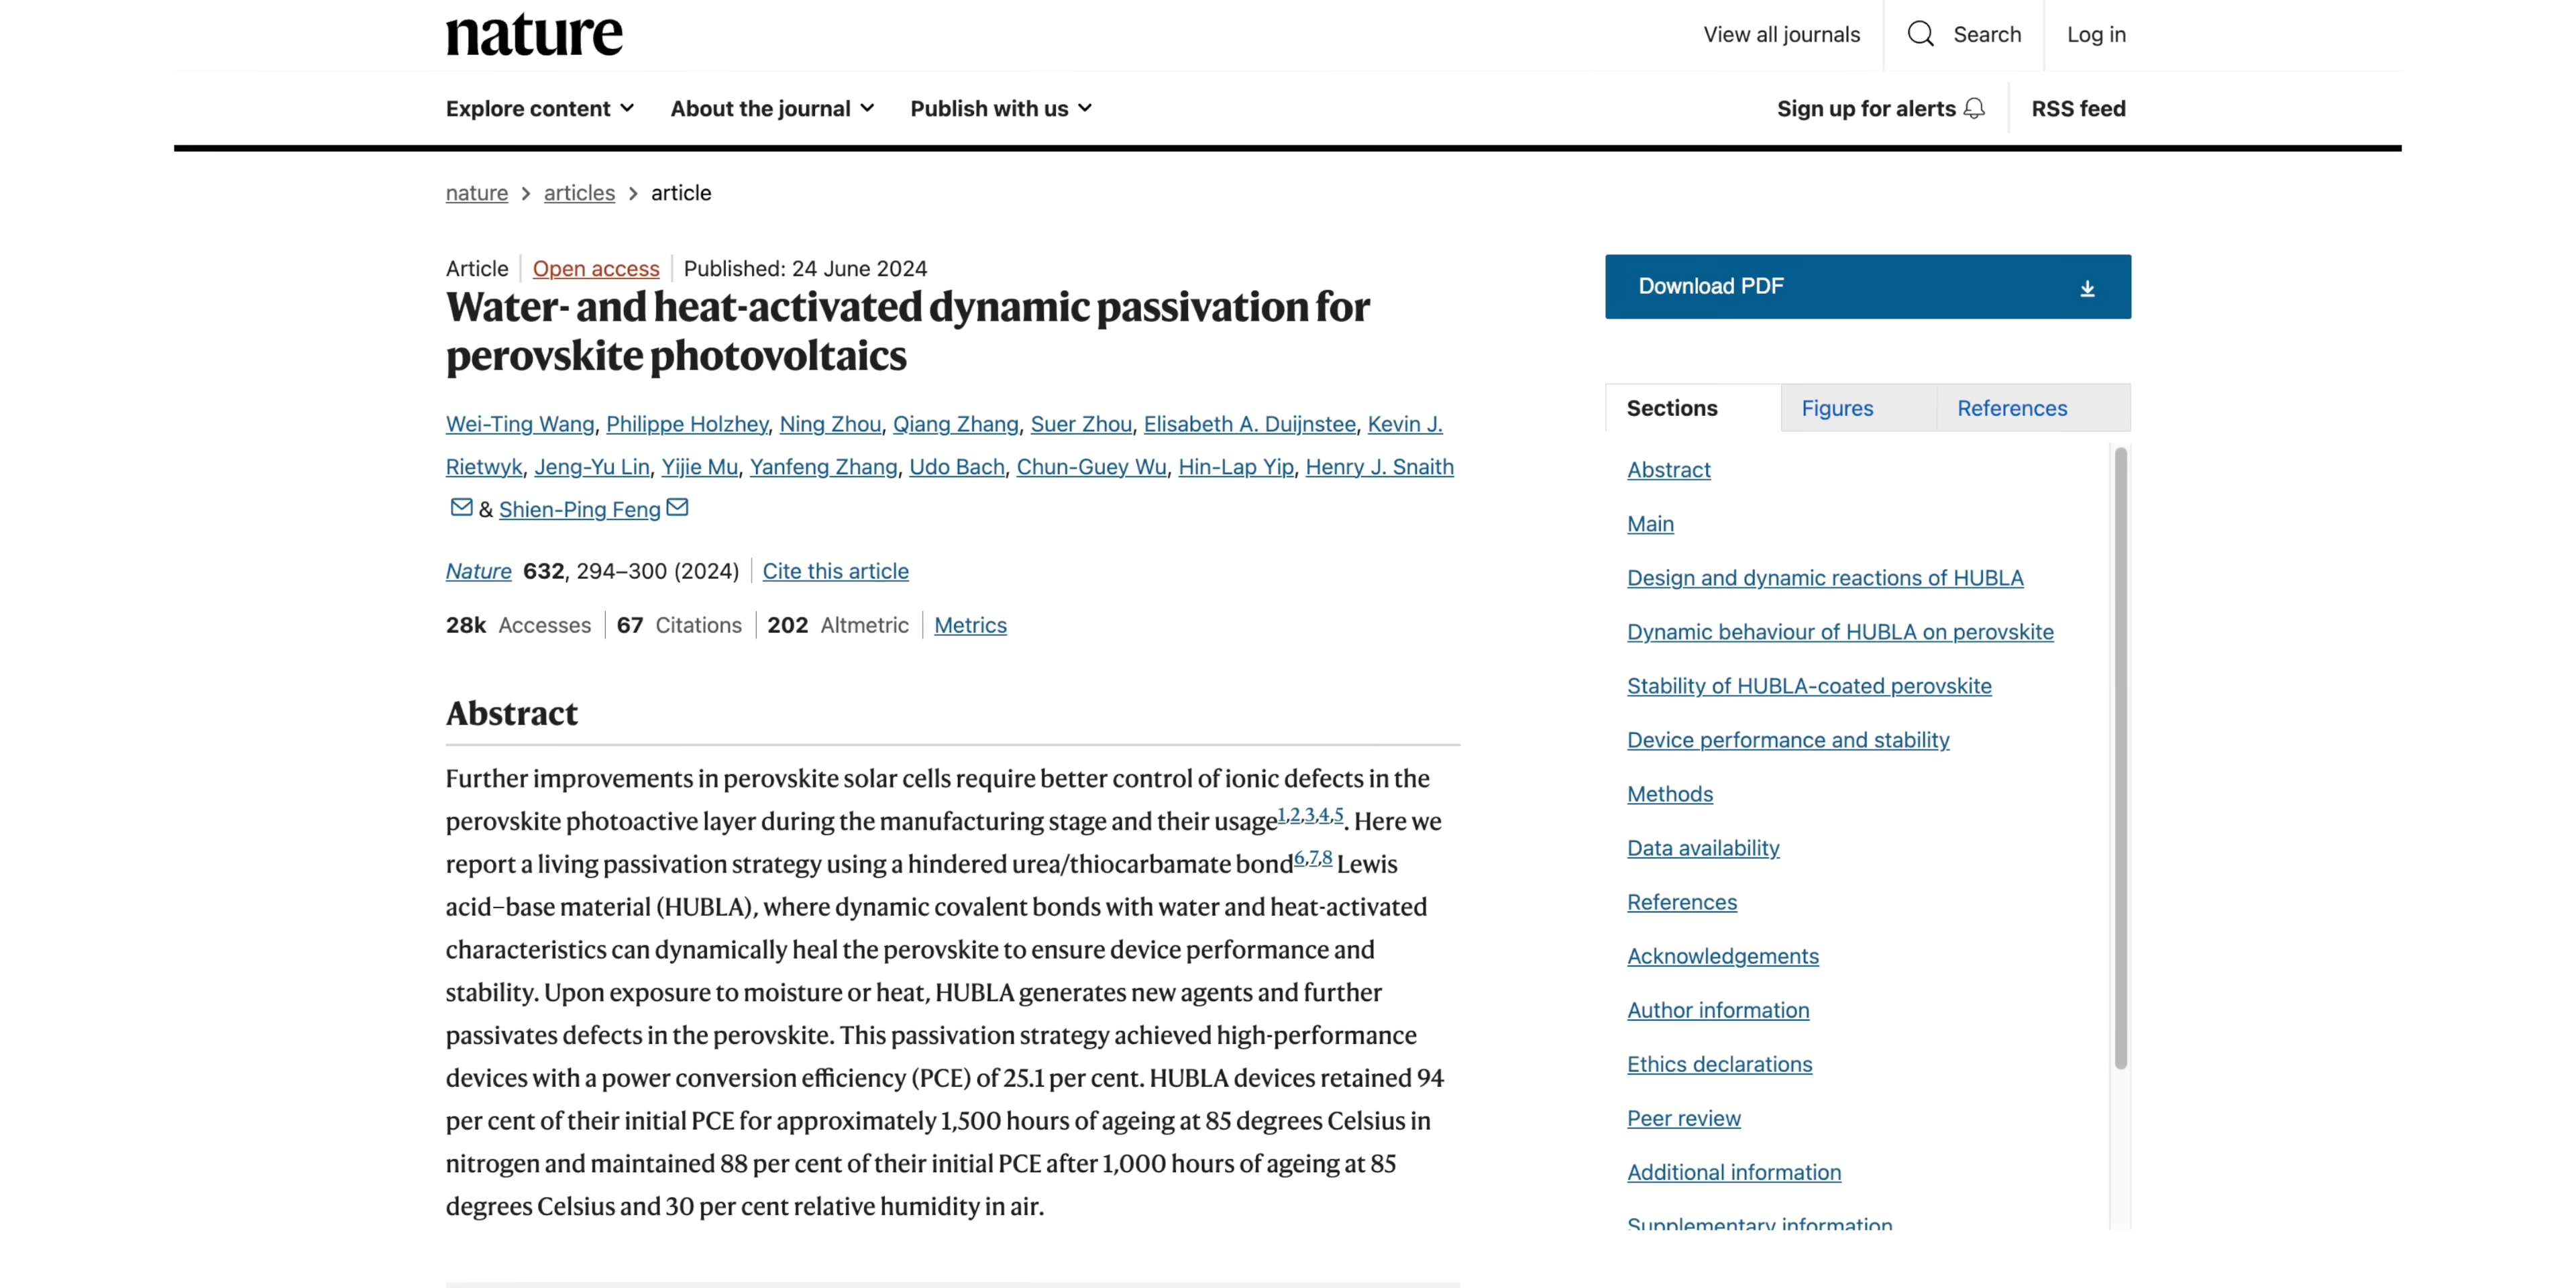 nature
View all journals
Search
Log in
Explore content
About the journal
Publish with us
Sign up for alerts
RSS feed
nature > articles > article
Article | Open access | Published: 24 June 2024
Water- and heat-activated dynamic passivation for
perovskite photovoltaics
Wei-Ting Wang, Philippe Holzhey, Ning Zhou, Qiang Zhang, Suer Zhou, Elisabeth A. Duijnstee, Kevin J.
Rietwyk, Jeng-Yu Lin, Yijie Mu, Yanfeng Zhang, Udo Bach, Chun-Guey Wu, Hin-Lap Yip, Henry J. Snaith
& Shien-Ping Feng
Nature 632, 294–300 (2024) | Cite this article
28k Accesses | 67 Citations | 202 Altmetric | Metrics
Abstract
Further improvements in perovskite solar cells require better control of ionic defects in the
perovskite photoactive layer during the manufacturing stage and their usage1,2,3,4,5. Here we
report a living passivation strategy using a hindered urea/thiocarbamate bond6,7,8 Lewis
acid–base material (HUBLA), where dynamic covalent bonds with water and heat-activated
characteristics can dynamically heal the perovskite to ensure device performance and
stability. Upon exposure to moisture or heat, HUBLA generates new agents and further
passivates defects in the perovskite. This passivation strategy achieved high-performance
devices with a power conversion efficiency (PCE) of 25.1 per cent. HUBLA devices retained 94
per cent of their initial PCE for approximately 1,500 hours of ageing at 85 degrees Celsius in
nitrogen and maintained 88 per cent of their initial PCE after 1,000 hours of ageing at 85
degrees Celsius and 30 per cent relative humidity in air.
Download PDF
Sections
Figures
References
Abstract
Main
Design and dynamic reactions of HUBLA
Dynamic behaviour of HUBLA on perovskite
Stability of HUBLA-coated perovskite
Device performance and stability
Methods
Data availability
References
Acknowledgements
Author information
Ethics declarations
Peer review
Additional information
Supplementary information